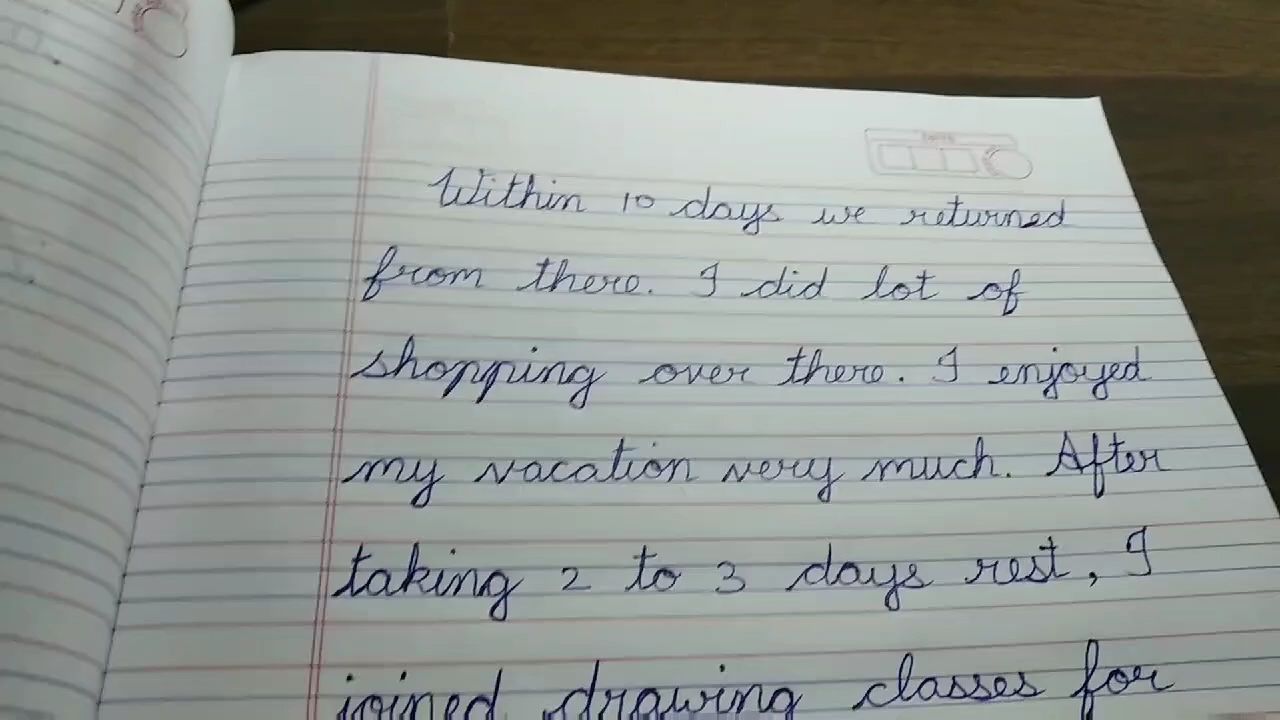 Within 10 days we returned
from there. I did lot of
shopping over there. I enjoyed
my vacation very much. After
taking 2 to 3 days rest, I
joined drawing classes for